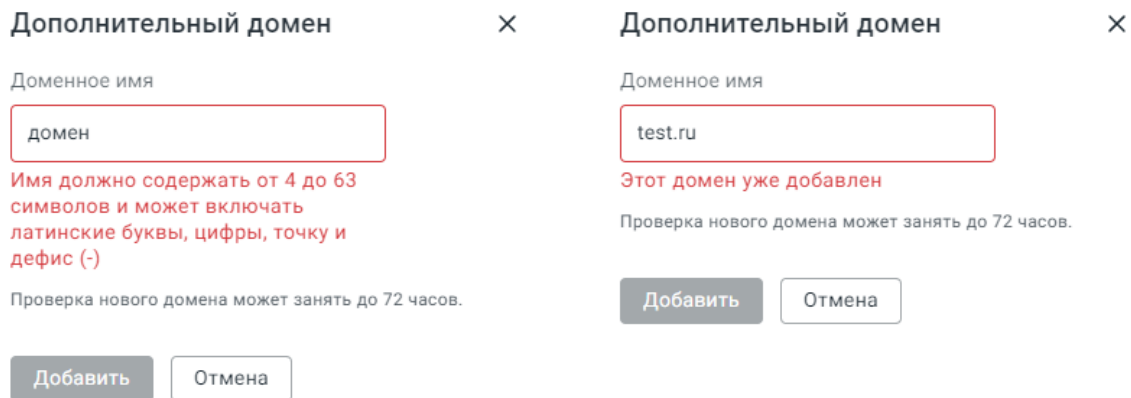 Дополнительный домен
Доменное имя
домен
Имя должно содержать от 4 до 63
символов и может включать
латинские буквы, цифры, точку и
дефис (-)
Проверка нового домена может занять до 72 часов.
Добавить
Отмена
Дополнительный домен
Доменное имя
test.ru
Этот домен уже добавлен
Проверка нового домена может занять до 72 часов.
Добавить
Отмена